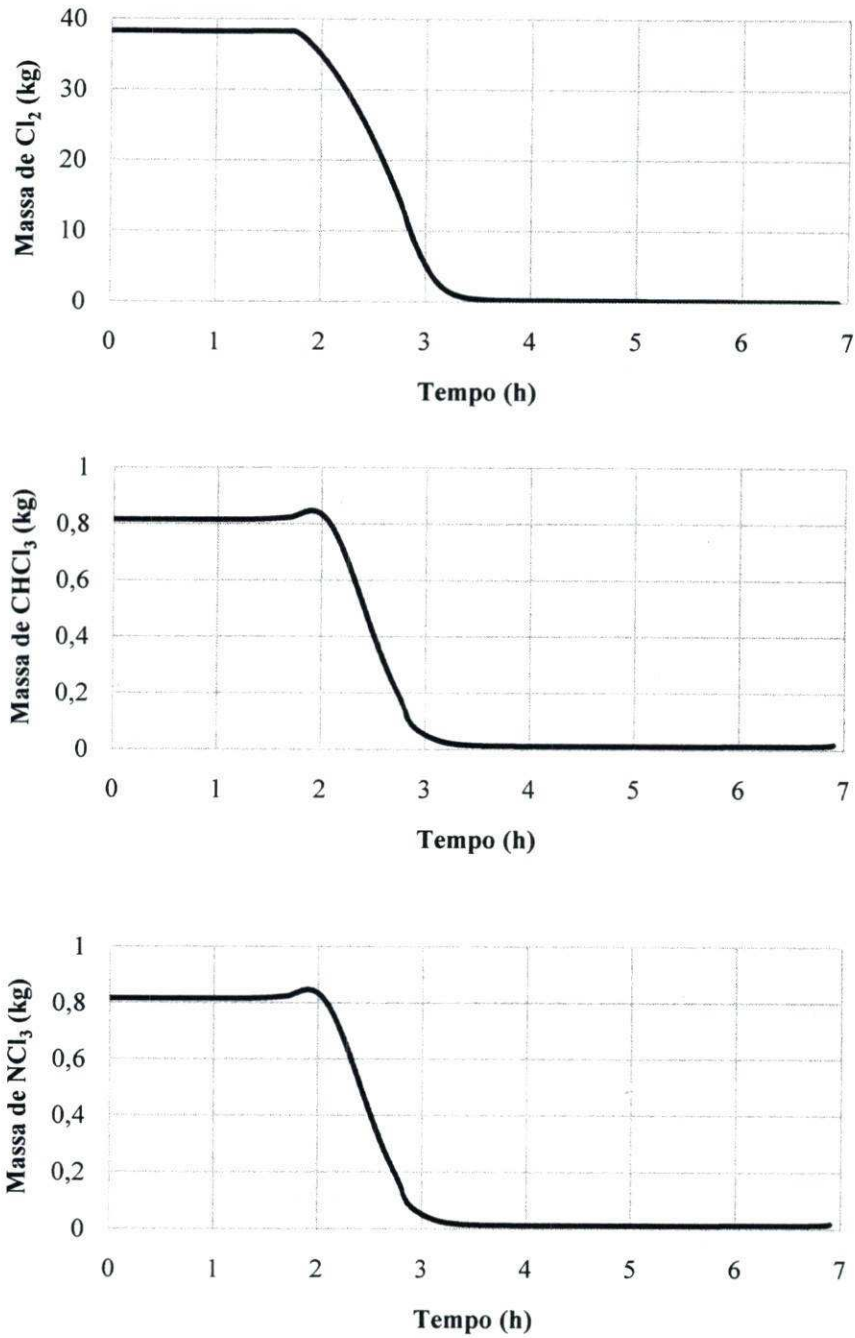 Massa de Cl₂ (kg)
40
30
20
10
0
0 1 2 3 4 5 6 7
Tempo (h)
Massa de CHCl₃ (kg)
1
0,8
0,6
0,4
0,2
0
0 1 2 3 4 5 6 7
Tempo (h)
Massa de NCl₃ (kg)
1
0,8
0,6
0,4
0,2
0
0 1 2 3 4 5 6 7
Tempo (h)